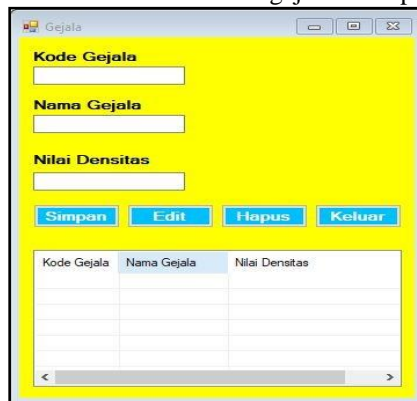 Gejala
Kode Gejala
Nama Gejala
Nilai Densitas
Simpan Edit Hapus Keluar
Kode Gejala Nama Gejala Nilai Densitas